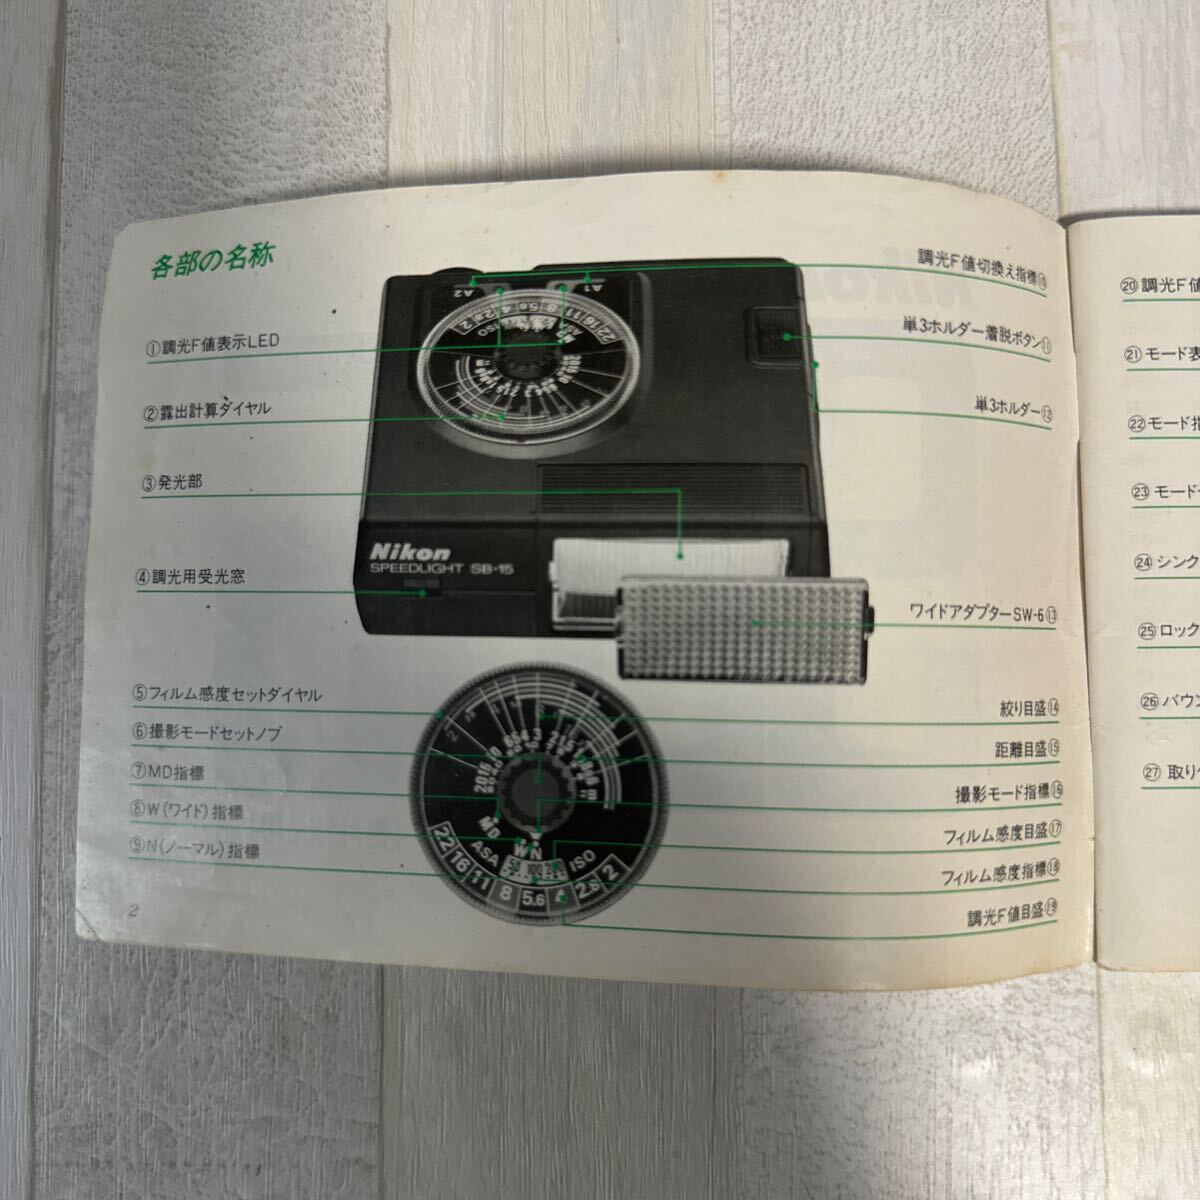 各部の名称
①調光F値表示LED
②露出計算ダイヤル
③発光部
④調光用受光窓
⑤フィルム感度セットダイヤル
⑥撮影モードセットノブ
⑦MD指標
⑧W(ワイド)指標
⑨N(ノーマル)指標
2
A2
A1
Nikon
SPEEDLIGHT SB-15
MD
WN
ASA
ISO
50 100 200
22 16 11 8 5.6 4 2.8 2
調光F値切換え指標⑩
単3ホルダー着脱ボタン⑪
単3ホルダー⑫
ワイドアダプターSW-6⑬
絞り目盛⑭
距離目盛⑮
撮影モード指標⑯
フィルム感度目盛⑰
フィルム感度指標⑱
調光F値目盛⑲
⑳調光F値
㉑モード表
㉒モード指
㉓モード
㉔シンク
㉕ロック
㉖バウン
㉗取り